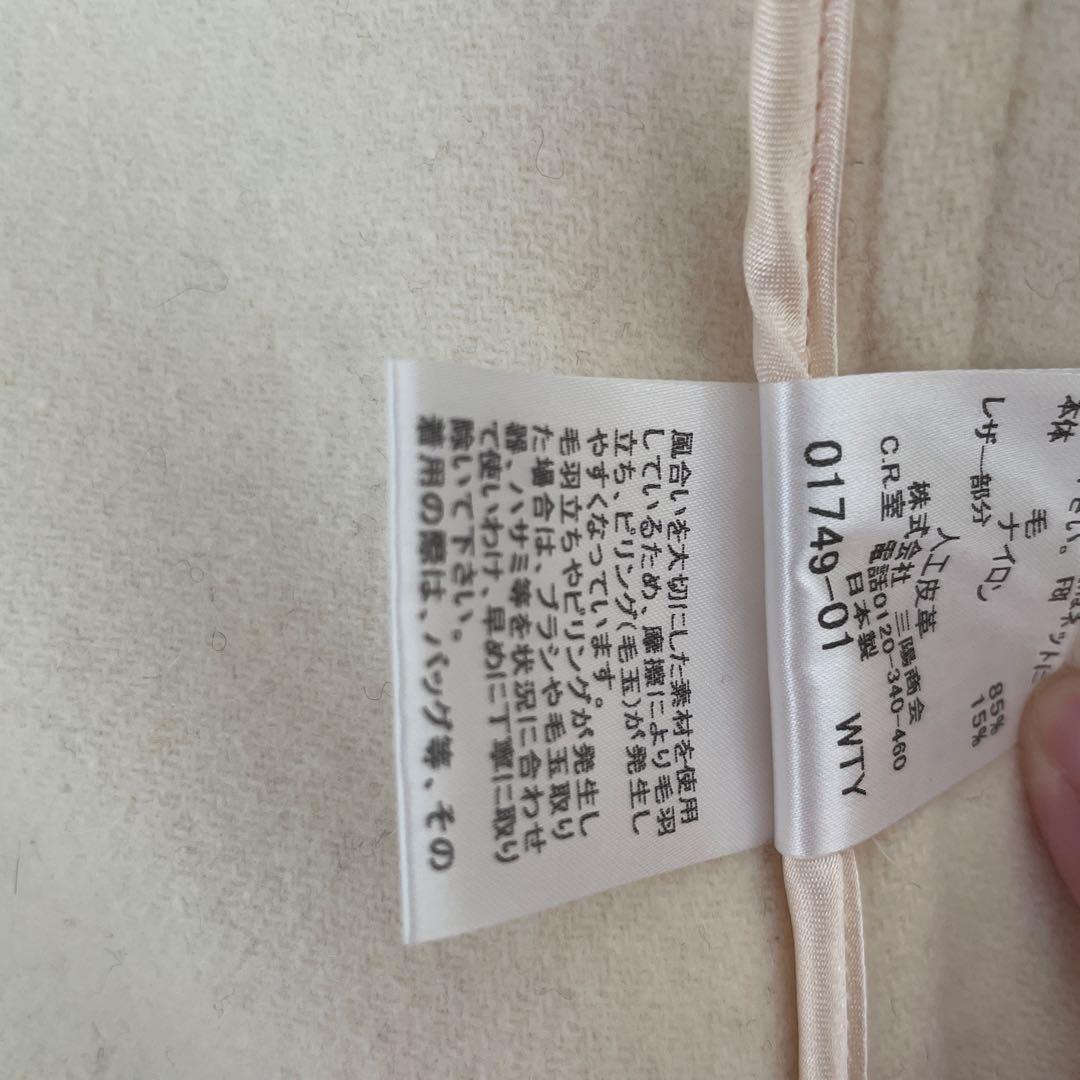 本体
毛 85%
ナイロン 15%
レザー部分
人工皮革
株式会社 三陽商会
C.R.室 電話0120-340-460
日本製
01749-01 WTY
風合いを大切にした素材を使用
しているため、摩擦により毛羽
立ち、ピリング(毛玉)が発生し
やすくなっています。
毛羽立ちやピリングが発生し
た場合は、ブラシや毛玉取り
器、ハサミ等を状況に合わせ
て使いわけ、早めに丁寧に取り
除いて下さい。
着用の際は、バッグ等、その